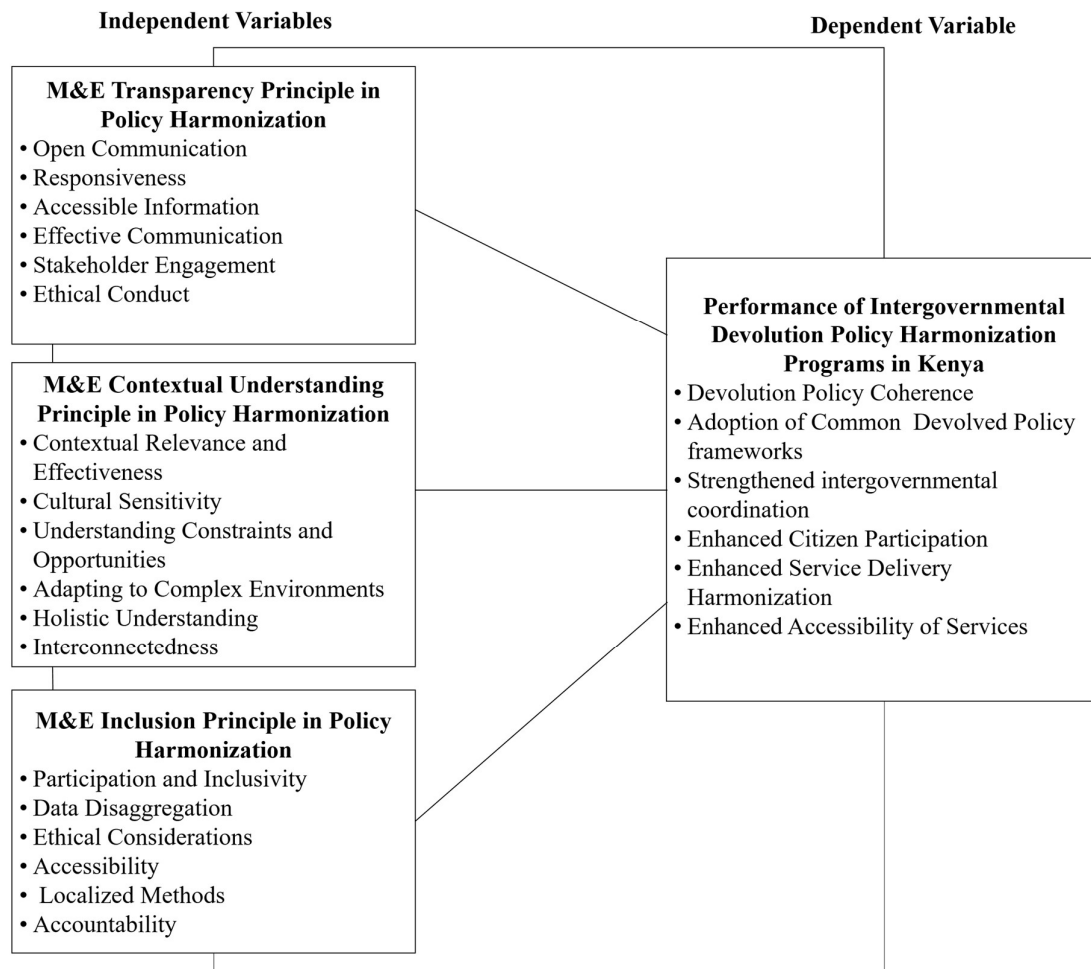 Independent Variables
Dependent Variable
M&E Transparency Principle in
Policy Harmonization
• Open Communication
• Responsiveness
• Accessible Information
• Effective Communication
• Stakeholder Engagement
• Ethical Conduct
M&E Contextual Understanding
Principle in Policy Harmonization
• Contextual Relevance and
Effectiveness
• Cultural Sensitivity
• Understanding Constraints and
Opportunities
• Adapting to Complex Environments
• Holistic Understanding
• Interconnectedness
M&E Inclusion Principle in Policy
Harmonization
• Participation and Inclusivity
• Data Disaggregation
• Ethical Considerations
• Accessibility
• Localized Methods
• Accountability
Performance of Intergovernmental
Devolution Policy Harmonization
Programs in Kenya
• Devolution Policy Coherence
• Adoption of Common Devolved Policy
frameworks
• Strengthened intergovernmental
coordination
• Enhanced Citizen Participation
• Enhanced Service Delivery
Harmonization
• Enhanced Accessibility of Services